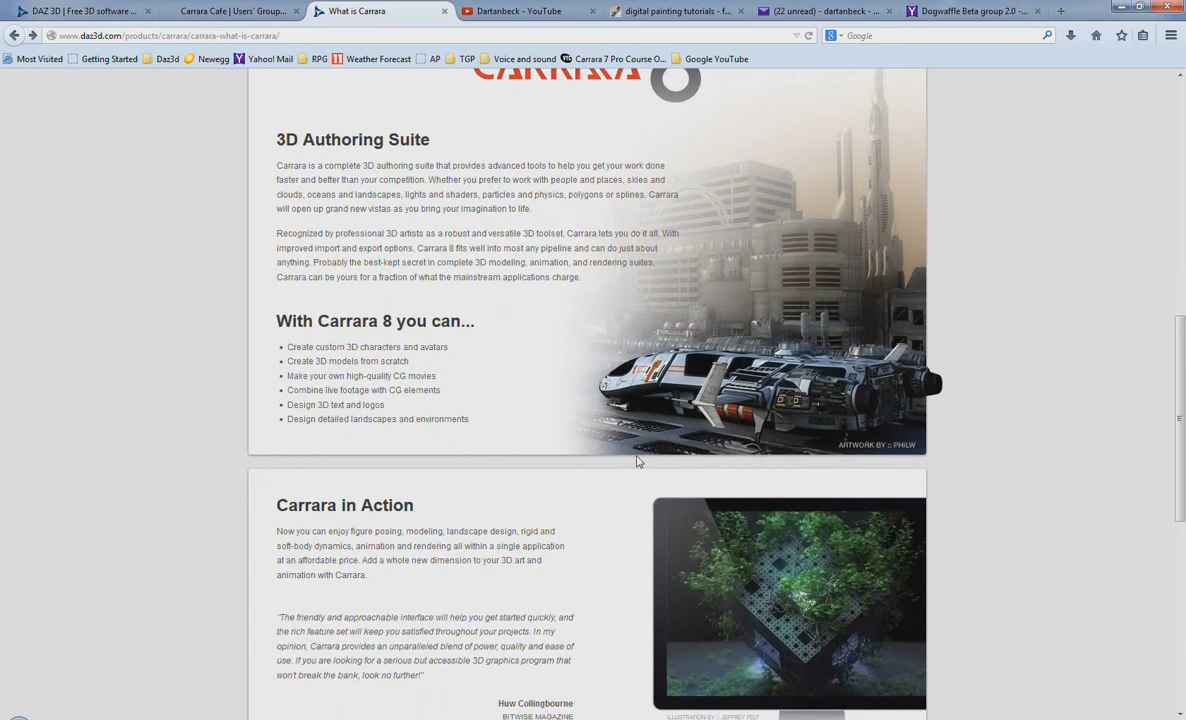 DAZ 3D | Free 3D software ...
Carrara Cafe | Users' Group...
What is Carrara
Dartanbeck - YouTube
digital painting tutorials - f...
(22 unread) - dartanbeck - ...
Dogwaffle Beta group 2.0 - ...
www.daz3d.com/products/carrara/carrara-what-is-carrara/
Google
Most Visited
Getting Started
Daz3d
Newegg
Yahoo! Mail
RPG
Weather Forecast
AP
TGP
Voice and sound
Carrara 7 Pro Course O...
Google YouTube
CARRARA 8
3D Authoring Suite
Carrara is a complete 3D authoring suite that provides advanced tools to help you get your work done
faster and better than your competition. Whether you prefer to work with people and places, skies and
clouds, oceans and landscapes, lights and shaders, particles and physics, polygons or splines, Carrara
will open up grand new vistas as you bring your imagination to life.
Recognized by professional 3D artists as a robust and versatile 3D toolset, Carrara lets you do it all. With
improved import and export options, Carrara 8 fits well into most any pipeline and can do just about
anything. Probably the best-kept secret in complete 3D modeling, animation, and rendering suites,
Carrara can be yours for a fraction of what the mainstream applications charge.
With Carrara 8 you can...
• Create custom 3D characters and avatars
• Create 3D models from scratch
• Make your own high-quality CG movies
• Combine live footage with CG elements
• Design 3D text and logos
• Design detailed landscapes and environments
ARTWORK BY :: PHILW
Carrara in Action
Now you can enjoy figure posing, modeling, landscape design, rigid and
soft-body dynamics, animation and rendering all within a single application
at an affordable price. Add a whole new dimension to your 3D art and
animation with Carrara.
"The friendly and approachable interface will help you get started quickly, and
the rich feature set will keep you satisfied throughout your projects. In my
opinion, Carrara provides an unparalleled blend of power, quality and ease of
use. If you are looking for a serious but accessible 3D graphics program that
won't break the bank, look no further!"
Huw Collingbourne
BITWISE MAGAZINE
ILLUSTRATION BY :: JEFFREY FELT